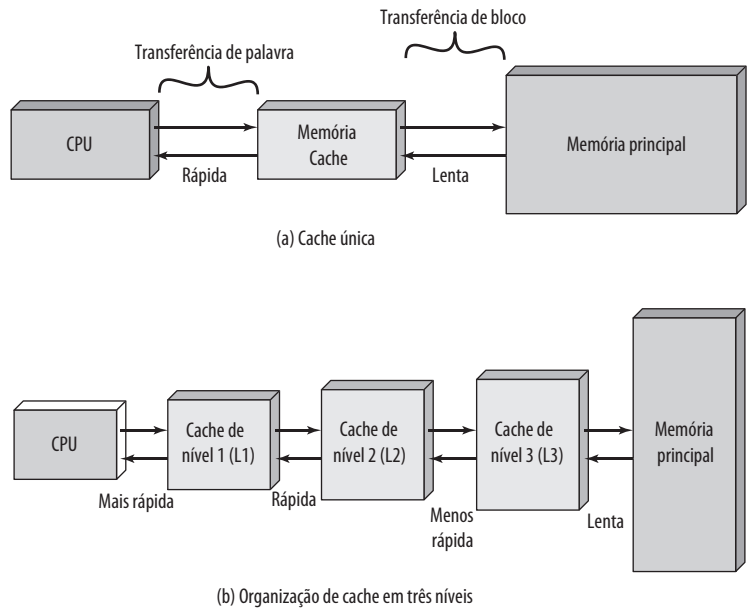 Transferência de bloco
Transferência de palavra
CPU
Memória
Cache
Memória principal
Rápida
Lenta
(a) Cache única
CPU
Cache de
nível 1 (L1)
Cache de
nível 2 (L2)
Cache de
nível 3 (L3)
Memória
principal
Mais rápida
Rápida
Menos
rápida
Lenta
(b) Organização de cache em três níveis